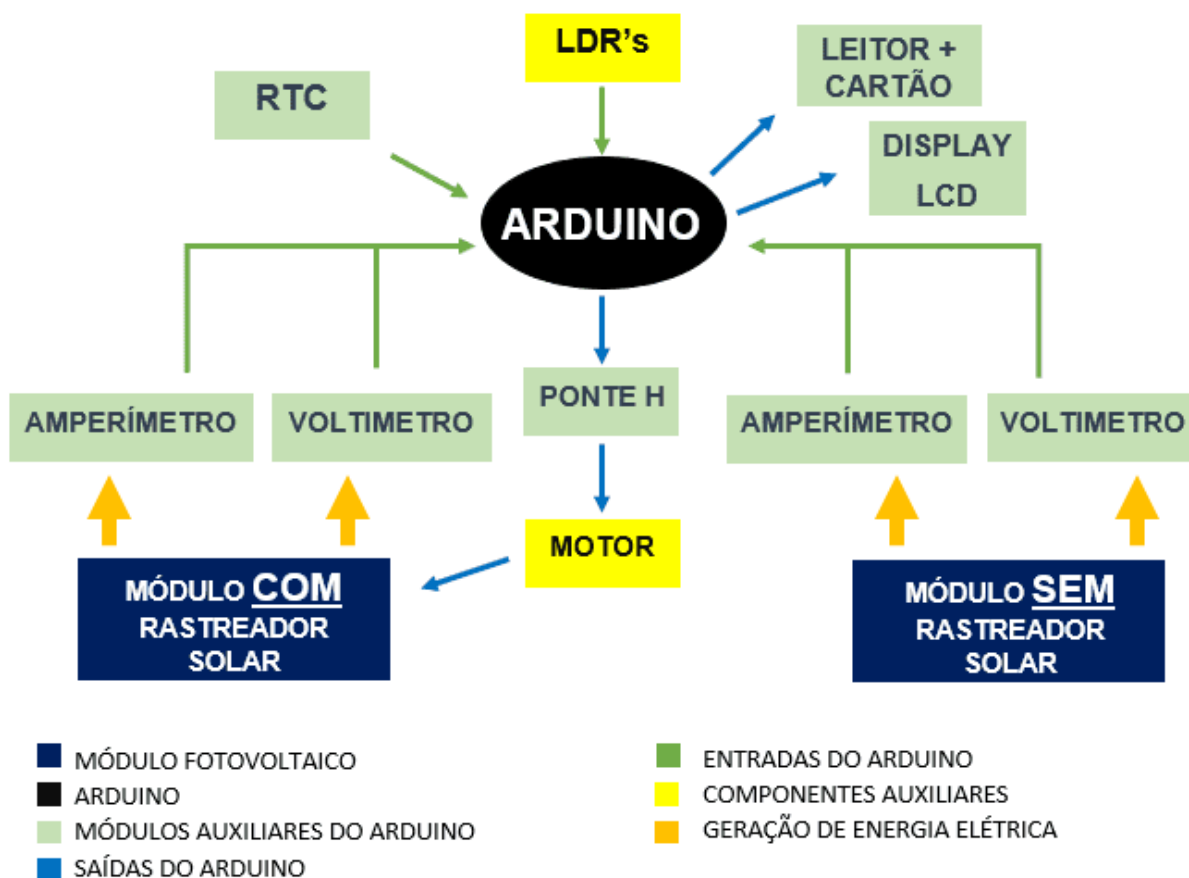 LDR's
LEITOR +
CARTÃO
RTC
DISPLAY
LCD
ARDUINO
AMPERÍMETRO
VOLTIMETRO
PONTE H
AMPERÍMETRO
VOLTIMETRO
MOTOR
MÓDULO COM
RASTREADOR
SOLAR
MÓDULO SEM
RASTREADOR
SOLAR
MÓDULO FOTOVOLTAICO
ARDUINO
MÓDULOS AUXILIARES DO ARDUINO
SAÍDAS DO ARDUINO
ENTRADAS DO ARDUINO
COMPONENTES AUXILIARES
GERAÇÃO DE ENERGIA ELÉTRICA